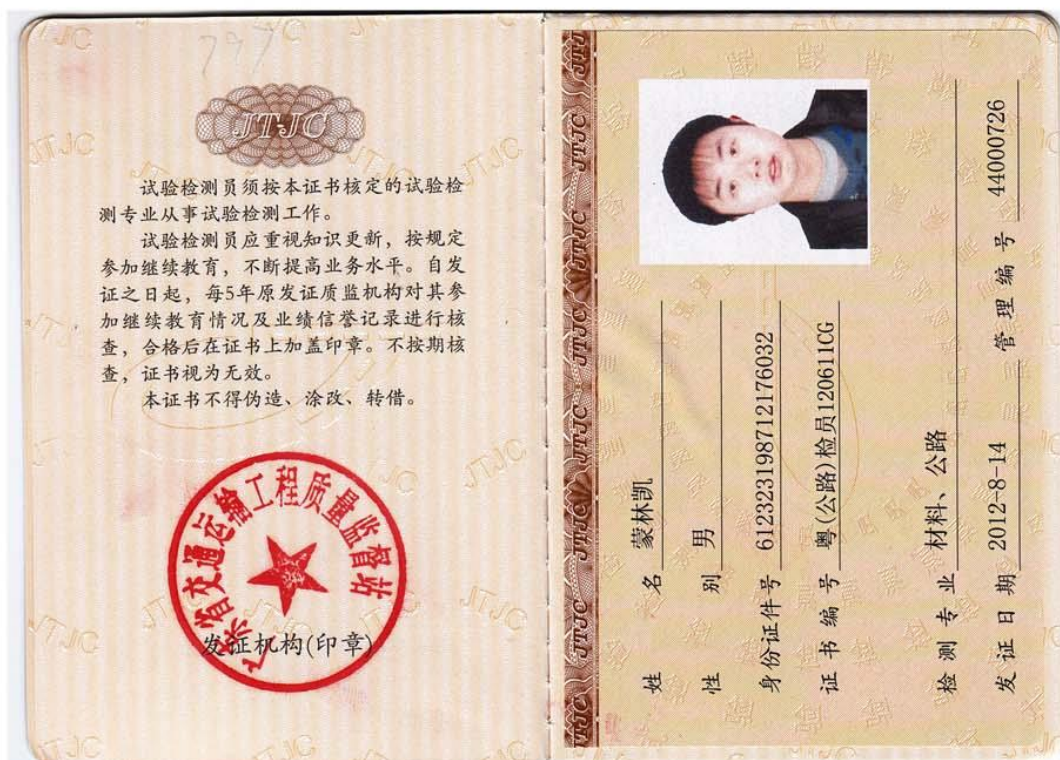 797
JTJC
试验检测员须按本证书核定的试验检
测专业从事试验检测工作。
试验检测员应重视知识更新，按规定
参加继续教育，不断提高业务水平。自发
证之日起，每5年原发证质监机构对其参
加继续教育情况及业绩信誉记录进行核
查，合格后在证书上加盖印章。不按期核
查，证书视为无效。
本证书不得伪造、涂改、转借。
广东省交通运输工程质量监督站
发证机构(印章)
姓 名 蒙林凯
性 别 男
身份证件号 612323198712176032
证书编号 粤(公路)检员120611CG
检测专业 材料、公路
发证日期 2012-8-14 管理编号 44000726